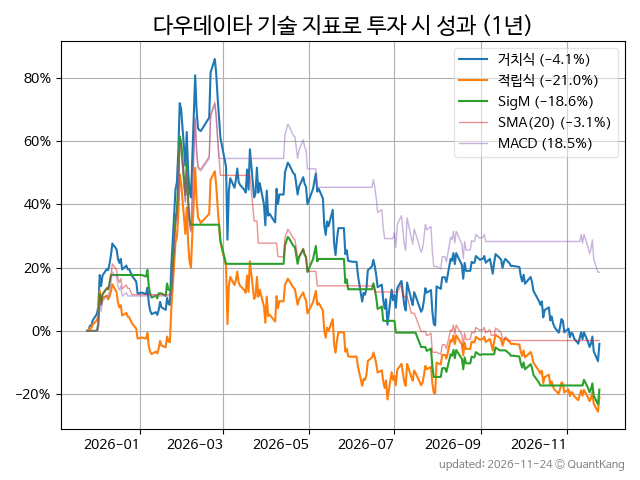 다우데이타 기술 지표로 투자 시 성과 (1년)
거치식 (−4.1%)
적립식 (−21.0%)
SigM (−18.6%)
SMA(20) (−3.1%)
MACD (18.5%)
80%
60%
40%
20%
0%
−20%
2026-01
2026-03
2026-05
2026-07
2026-09
2026-11
updated: 2026-11-24 © QuantKang